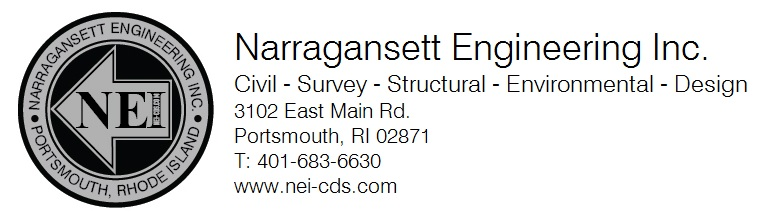 NARRAGANSETT ENGINEERING INC.
NEI
PORTSMOUTH, RHODE ISLAND
Narragansett Engineering Inc.
Civil - Survey - Structural - Environmental - Design
3102 East Main Rd.
Portsmouth, RI 02871
T: 401-683-6630
www.nei-cds.com